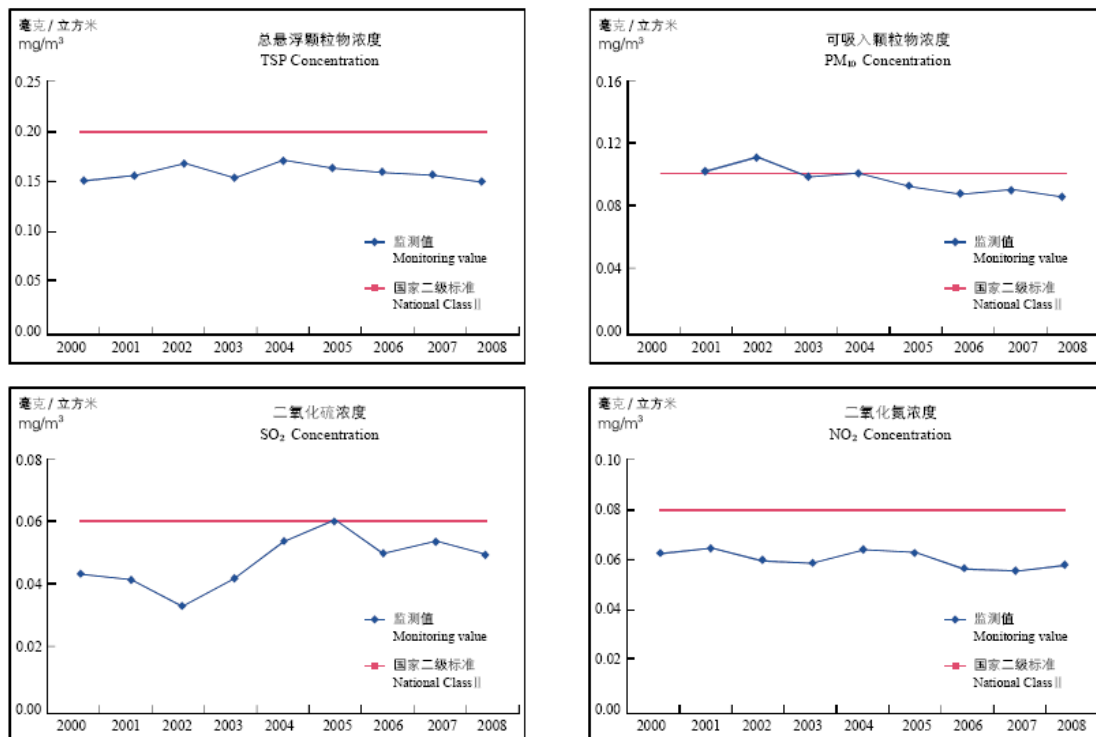 毫克 / 立方米
mg/m³
总悬浮颗粒物浓度
TSP Concentration
0.25
0.20
0.15
0.10
0.05
0.00
监测值
Monitoring value
国家二级标准
National ClassⅡ
2000 2001 2002 2003 2004 2005 2006 2007 2008
毫克 / 立方米
mg/m³
可吸入颗粒物浓度
PM₁₀ Concentration
0.16
0.12
0.08
0.04
0.00
监测值
Monitoring value
国家二级标准
National ClassⅡ
2000 2001 2002 2003 2004 2005 2006 2007 2008
毫克 / 立方米
mg/m³
二氧化硫浓度
SO₂ Concentration
0.08
0.06
0.04
0.02
0.00
监测值
Monitoring value
国家二级标准
National ClassⅡ
2000 2001 2002 2003 2004 2005 2006 2007 2008
毫克 / 立方米
mg/m³
二氧化氮浓度
NO₂ Concentration
0.10
0.08
0.06
0.04
0.02
0.00
监测值
Monitoring value
国家二级标准
National ClassⅡ
2000 2001 2002 2003 2004 2005 2006 2007 2008